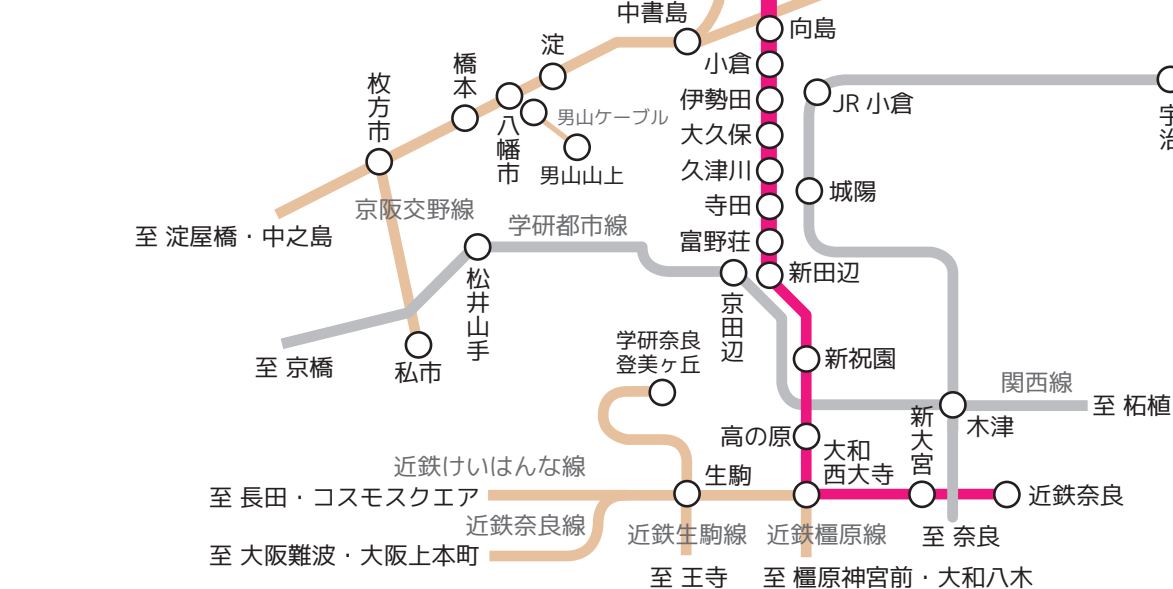 中書島
向島
淀
小倉
橋本
枚方市
伊勢田
JR 小倉
宇治
八幡市
男山ケーブル
大久保
男山山上
久津川
城陽
寺田
京阪交野線
学研都市線
至 淀屋橋・中之島
富野荘
新田辺
松井山手
京田辺
学研奈良
登美ヶ丘
新祝園
至 京橋
私市
関西線
至 柘植
木津
新大宮
高の原
大和
西大寺
近鉄けいはんな線
生駒
至 長田・コスモスクエア
近鉄奈良
近鉄奈良線
近鉄生駒線
近鉄橿原線
至 奈良
至 大阪難波・大阪上本町
至 王寺
至 橿原神宮前・大和八木